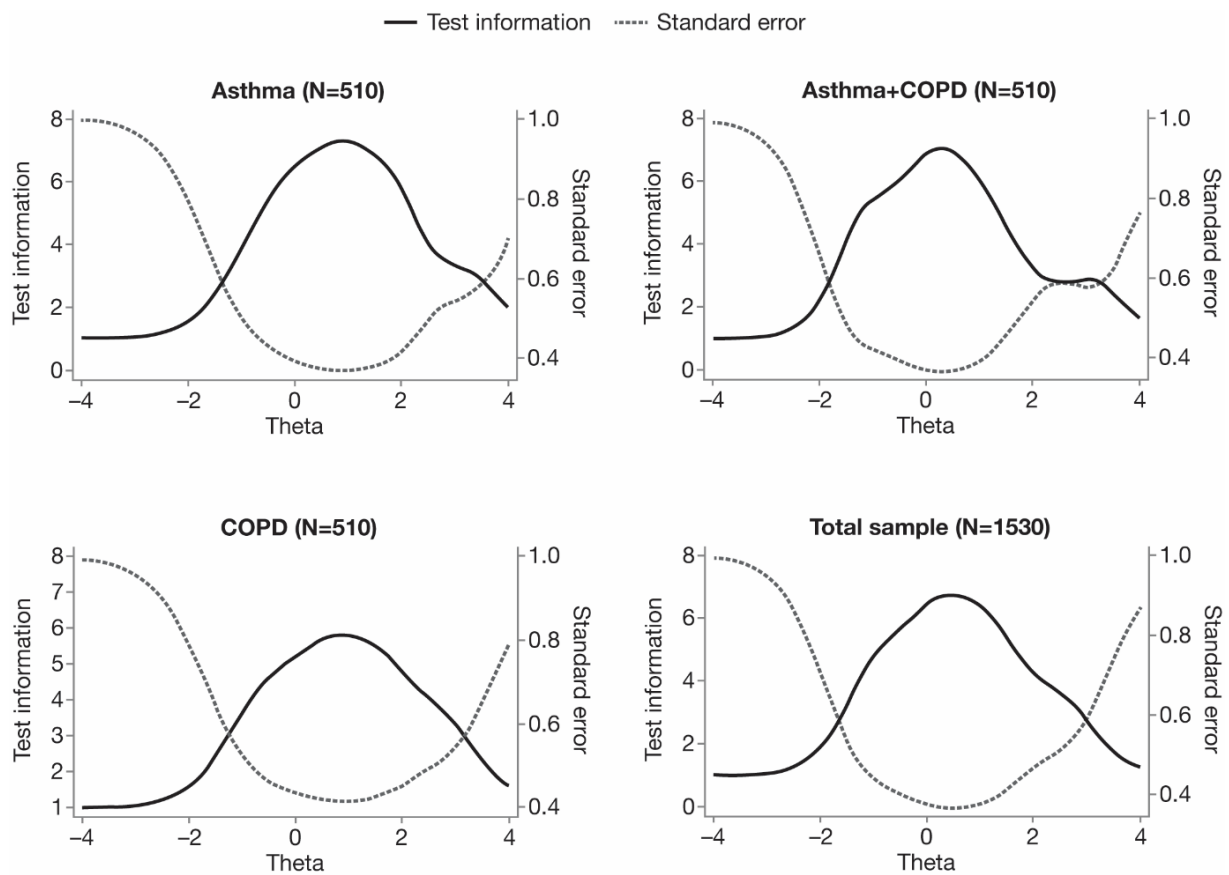 Test information Standard error
Asthma (N=510)
8
6
4
2
0
Test information
1.0
0.8
0.6
0.4
Standard error
−4 −2 0 2 4
Theta
Asthma+COPD (N=510)
8
6
4
2
0
Test information
1.0
0.8
0.6
0.4
Standard error
−4 −2 0 2 4
Theta
COPD (N=510)
8
7
6
5
4
3
2
1
Test information
1.0
0.8
0.6
0.4
Standard error
−4 −2 0 2 4
Theta
Total sample (N=1530)
8
6
4
2
0
Test information
1.0
0.8
0.6
0.4
Standard error
−4 −2 0 2 4
Theta